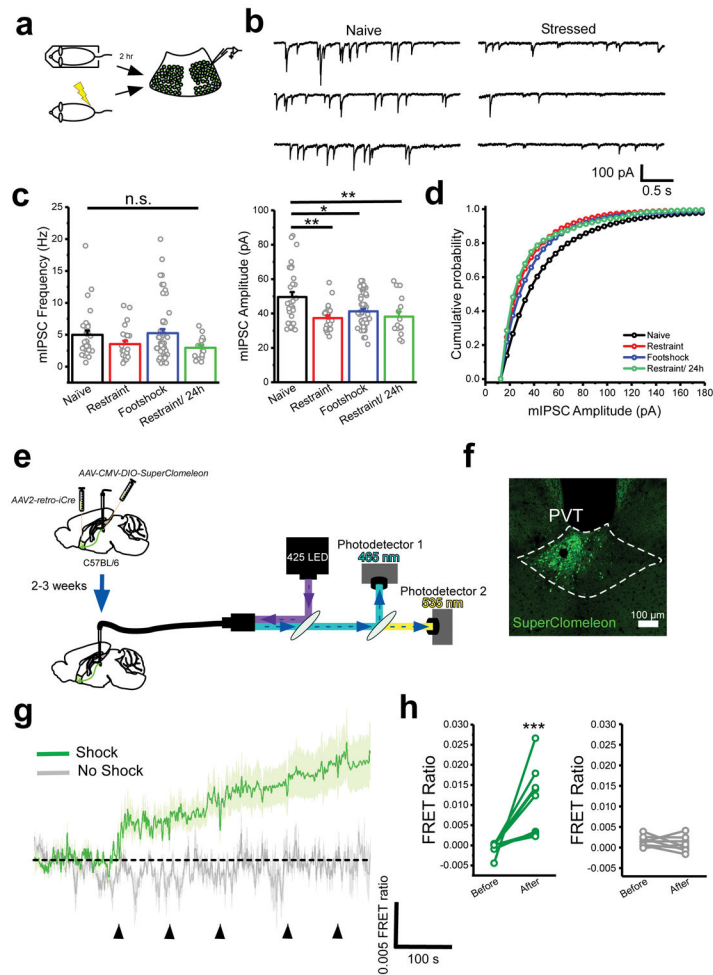 a
2 hr
b
Naive
Stressed
100 pA
0.5 s
c
n.s.
mIPSC Frequency (Hz)
25
20
15
10
5
0
Naïve
Restraint
Footshock
Restraint/ 24h
**
*
**
mIPSC Amplitude (pA)
100
80
60
40
20
0
Naïve
Restraint
Footshock
Restraint/ 24h
d
Cumulative probability
1.0
0.8
0.6
0.4
0.2
0.0
Naive
Restraint
Footshock
Restraint/ 24h
0 20 40 60 80 100 120 140 160 180
mIPSC Amplitude (pA)
e
AAV-CMV-DIO-SuperClomeleon
AAV2-retro-iCre
C57BL/6
2-3 weeks
425 LED
Photodetector 1
465 nm
Photodetector 2
535 nm
f
PVT
SuperClomeleon
100 µm
g
Shock
No Shock
0.005 FRET ratio
100 s
h
***
FRET Ratio
0.030
0.025
0.020
0.015
0.010
0.005
0.000
-0.005
Before
After
FRET Ratio
0.030
0.025
0.020
0.015
0.010
0.005
0.000
-0.005
Before
After